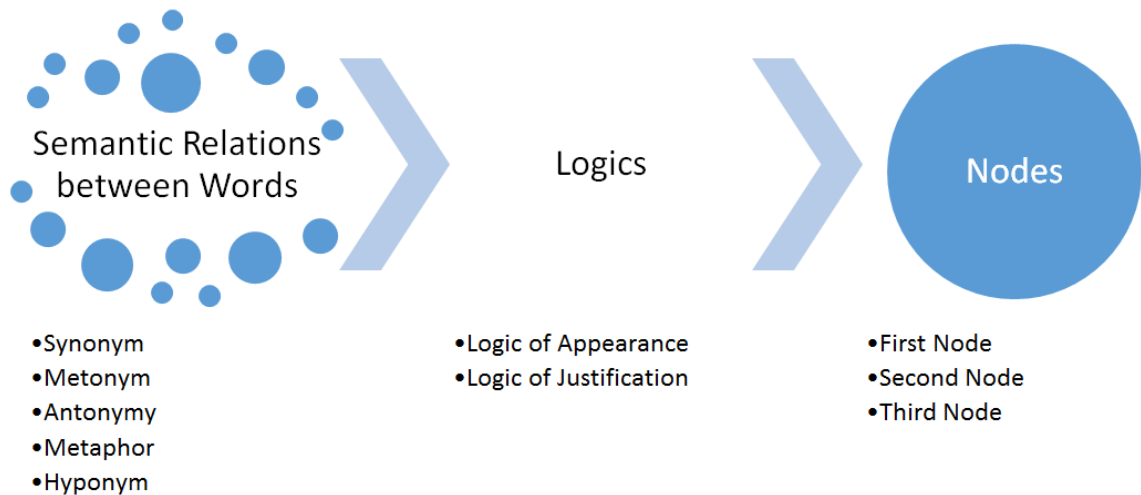 Semantic Relations
between Words
Logics
Nodes
•Synonym
•Metonym
•Antonymy
•Metaphor
•Hyponym
•Logic of Appearance
•Logic of Justification
•First Node
•Second Node
•Third Node